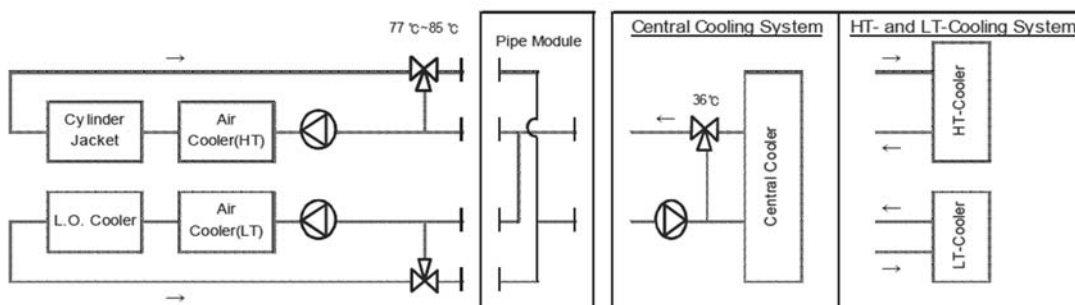 77 ℃~85 ℃
Cylinder
Jacket
Air
Cooler(HT)
L.O. Cooler
Air
Cooler(LT)
Pipe Module
Central Cooling System
36℃
Central Cooler
HT- and LT-Cooling System
HT-Cooler
LT-Cooler